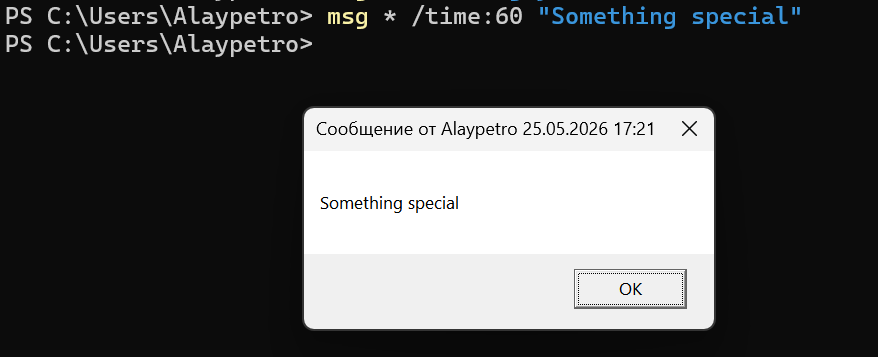 PS C:\Users\Alaypetro> msg * /time:60 "Something special"
PS C:\Users\Alaypetro>
Сообщение от Alaypetro 25.05.2026 17:21
Something special
OK